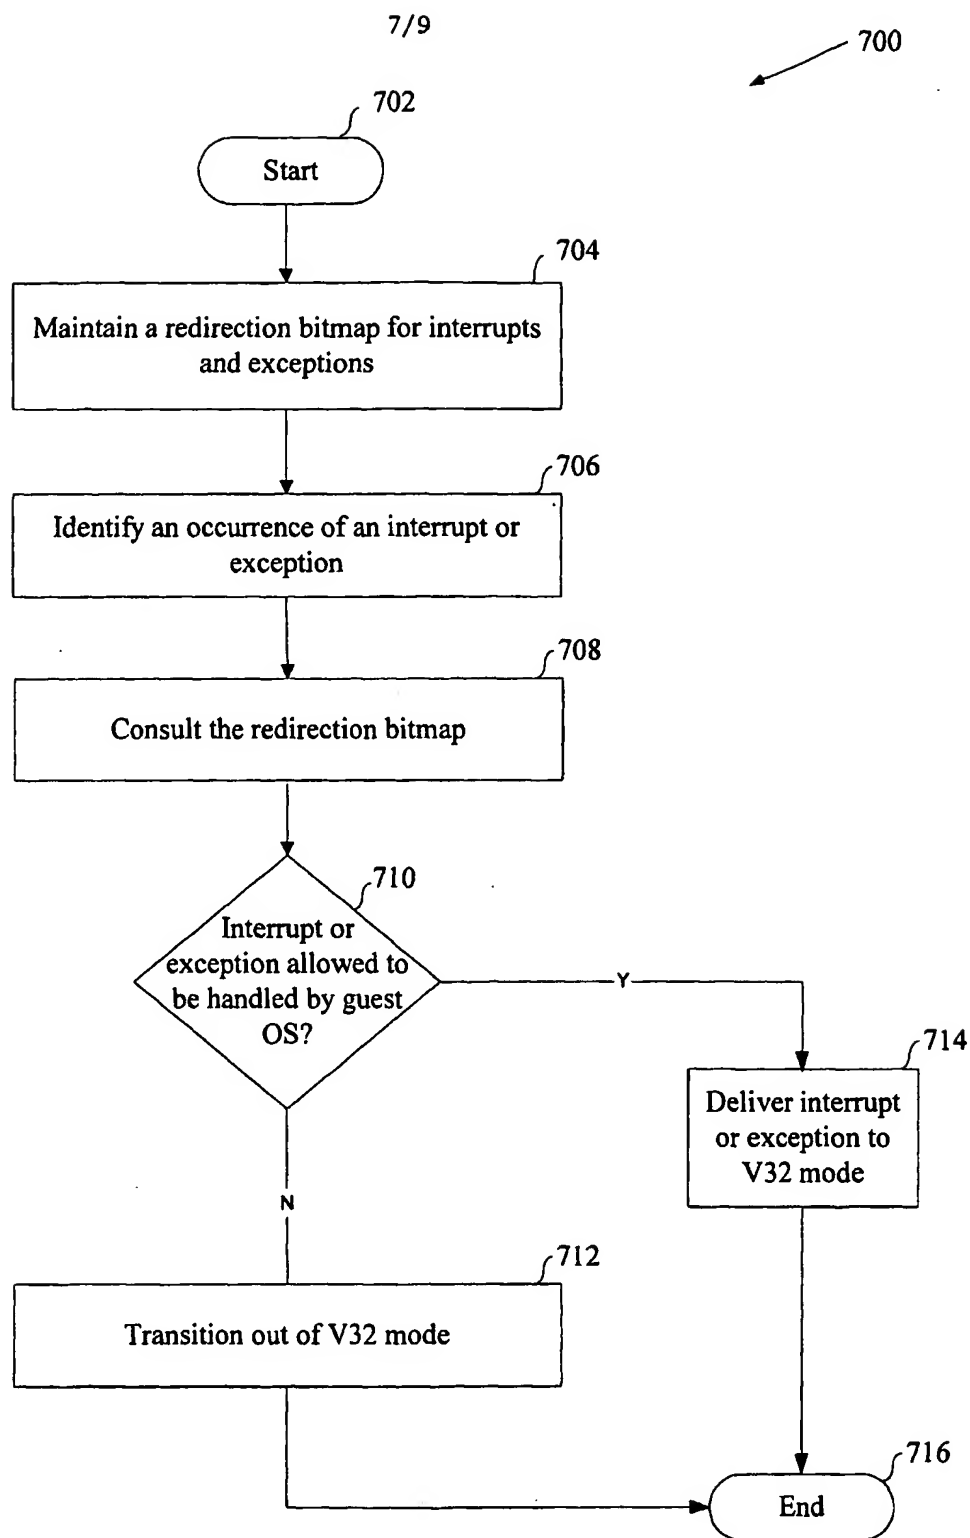 7/9
700
702
Start
704
Maintain a redirection bitmap for interrupts
and exceptions
706
Identify an occurrence of an interrupt or
exception
708
Consult the redirection bitmap
710
Interrupt or
exception allowed to
be handled by guest
OS?
Y
714
Deliver interrupt
or exception to
V32 mode
N
712
Transition out of V32 mode
716
End